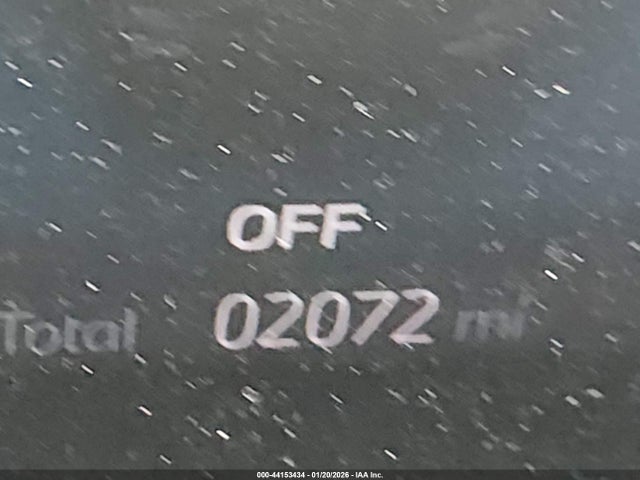 OFF
Total 02072 mi
000-44153434 - 01/20/2026 - IAA Inc.